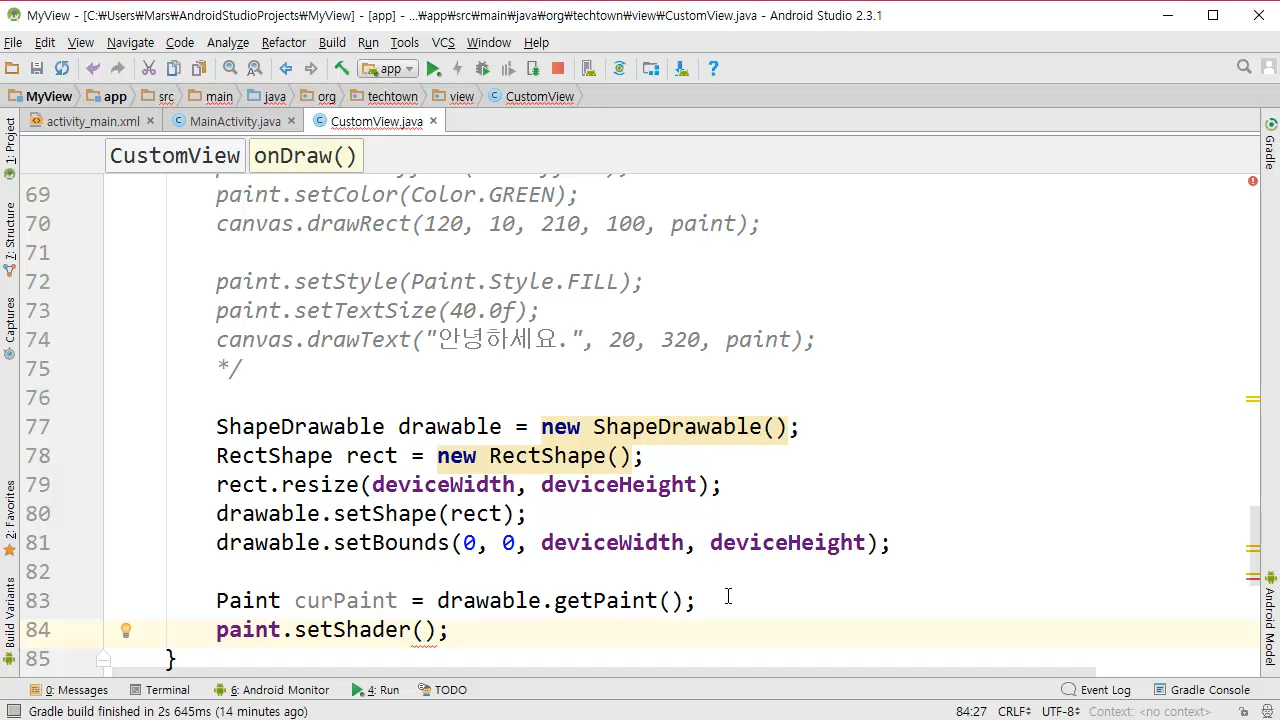 MyView - [C:₩Users₩Mars₩AndroidStudioProjects₩MyView] - [app] - ...₩app₩src₩main₩java₩org₩techtown₩view₩CustomView.java - Android Studio 2.3.1
File Edit View Navigate Code Analyze Refactor Build Run Tools VCS Window Help
app
MyView app src main java org techtown view CustomView
activity_main.xml MainActivity.java CustomView.java
CustomView onDraw()
69 paint.setColor(Color.GREEN);
70 canvas.drawRect(120, 10, 210, 100, paint);
71
72 paint.setStyle(Paint.Style.FILL);
73 paint.setTextSize(40.0f);
74 canvas.drawText("안녕하세요.", 20, 320, paint);
75 */
76
77 ShapeDrawable drawable = new ShapeDrawable();
78 RectShape rect = new RectShape();
79 rect.resize(deviceWidth, deviceHeight);
80 drawable.setShape(rect);
81 drawable.setBounds(0, 0, deviceWidth, deviceHeight);
82
83 Paint curPaint = drawable.getPaint();
84 paint.setShader();
85 }
1: Project
7: Structure
Captures
2: Favorites
Build Variants
Gradle
Android Model
0: Messages Terminal 6: Android Monitor 4: Run TODO Event Log Gradle Console
Gradle build finished in 2s 645ms (14 minutes ago) 84:27 CRLF UTF-8 Context: <no context>